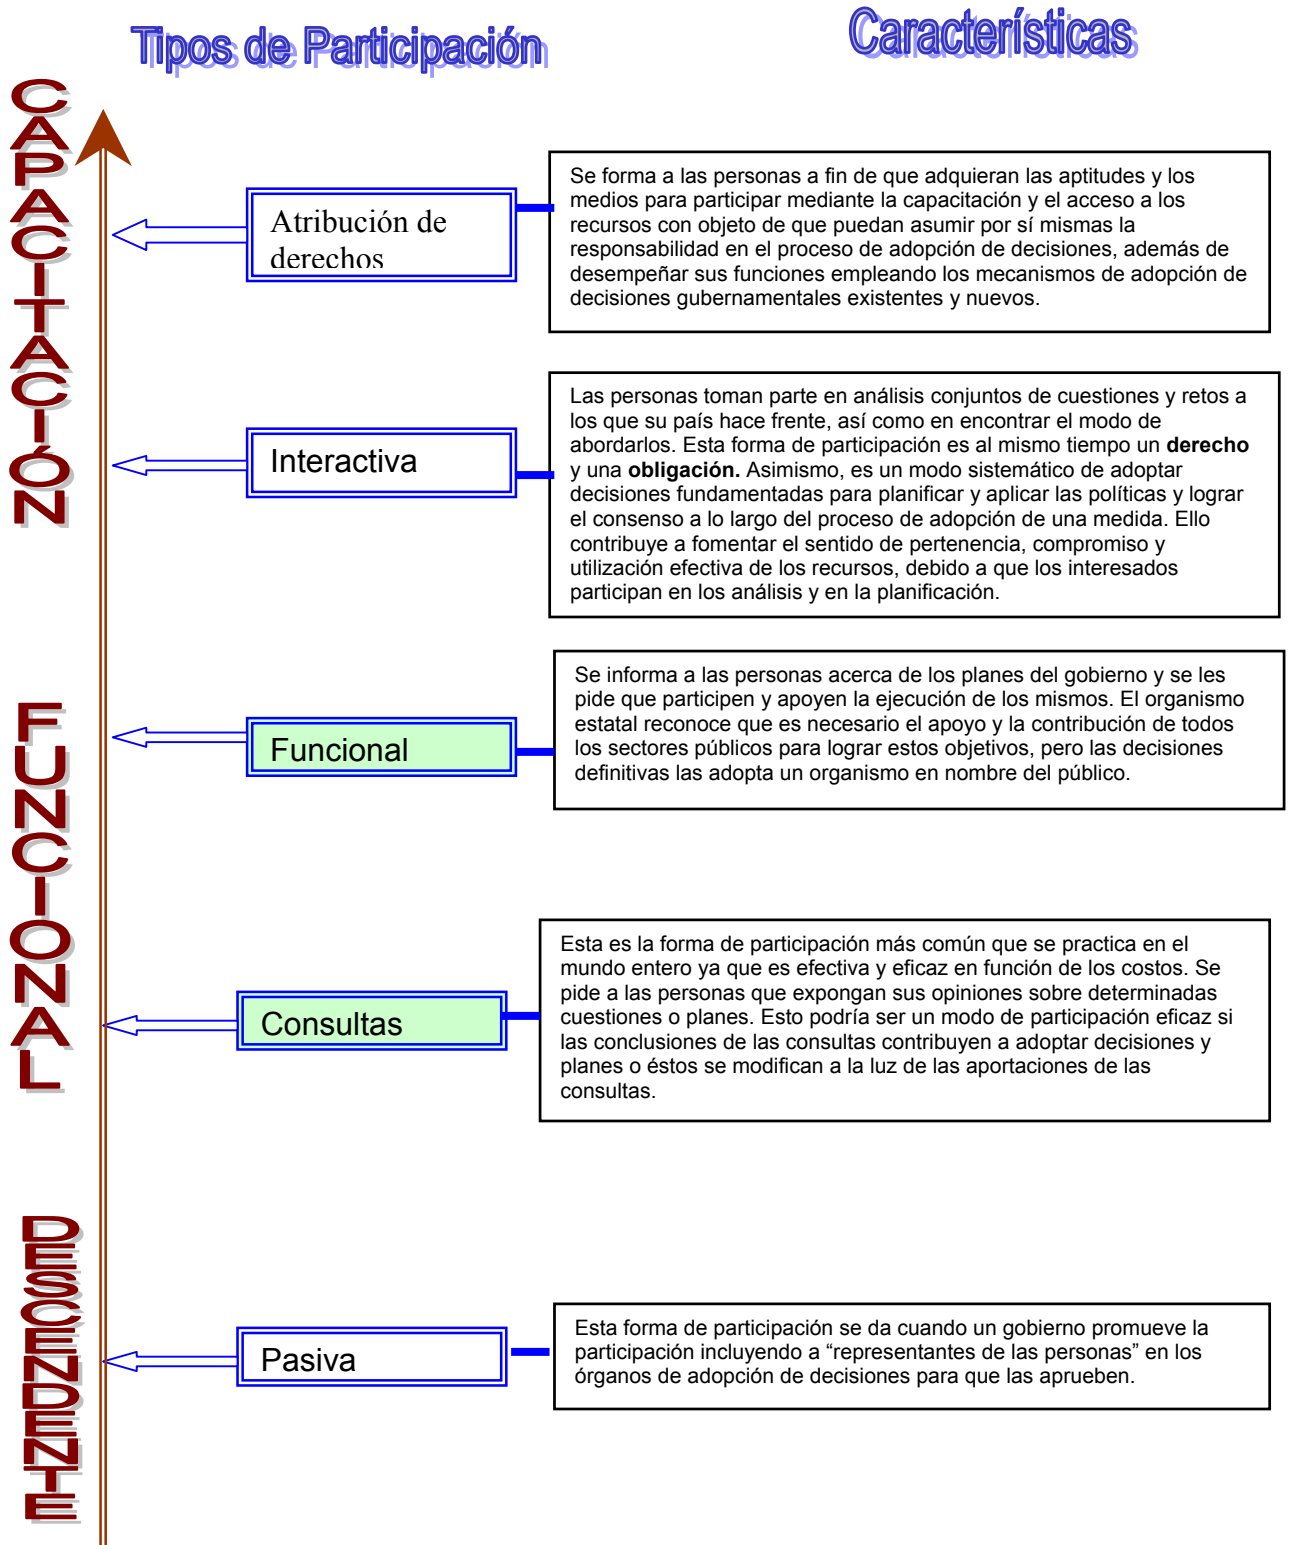 Tipos de Participación
Características
CAPACITACIÓN
Atribución de
derechos
Se forma a las personas a fin de que adquieran las aptitudes y los
medios para participar mediante la capacitación y el acceso a los
recursos con objeto de que puedan asumir por sí mismas la
responsabilidad en el proceso de adopción de decisiones, además de
desempeñar sus funciones empleando los mecanismos de adopción de
decisiones gubernamentales existentes y nuevos.
Interactiva
Las personas toman parte en análisis conjuntos de cuestiones y retos a
los que su país hace frente, así como en encontrar el modo de
abordarlos. Esta forma de participación es al mismo tiempo un derecho
y una obligación. Asimismo, es un modo sistemático de adoptar
decisiones fundamentadas para planificar y aplicar las políticas y lograr
el consenso a lo largo del proceso de adopción de una medida. Ello
contribuye a fomentar el sentido de pertenencia, compromiso y
utilización efectiva de los recursos, debido a que los interesados
participan en los análisis y en la planificación.
FUNCIONAL
Funcional
Se informa a las personas acerca de los planes del gobierno y se les
pide que participen y apoyen la ejecución de los mismos. El organismo
estatal reconoce que es necesario el apoyo y la contribución de todos
los sectores públicos para lograr estos objetivos, pero las decisiones
definitivas las adopta un organismo en nombre del público.
Consultas
Esta es la forma de participación más común que se practica en el
mundo entero ya que es efectiva y eficaz en función de los costos. Se
pide a las personas que expongan sus opiniones sobre determinadas
cuestiones o planes. Esto podría ser un modo de participación eficaz si
las conclusiones de las consultas contribuyen a adoptar decisiones y
planes o éstos se modifican a la luz de las aportaciones de las
consultas.
DESCENDENTE
Pasiva
Esta forma de participación se da cuando un gobierno promueve la
participación incluyendo a “representantes de las personas” en los
órganos de adopción de decisiones para que las aprueben.